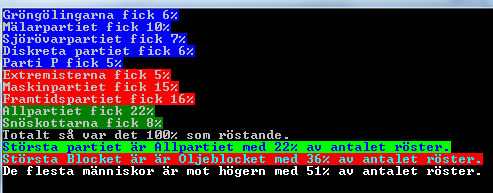 Gröngölingarna fick 6%
Mälarpartiet fick 10%
Sjörövarpartiet fick 7%
Diskreta partiet fick 6%
Parti P fick 5%
Extremisterna fick 5%
Maskinpartiet fick 15%
Framtidspartiet fick 16%
Allpartiet fick 22%
Snöskottarna fick 8%
Totalt så var det 100% som röstande.
Största partiet är Allpartiet med 22% av antalet röster.
Största Blocket är är Oljeblocket med 36% av antalet röster.
De flesta människor är mot högern med 51% av antalet röster.